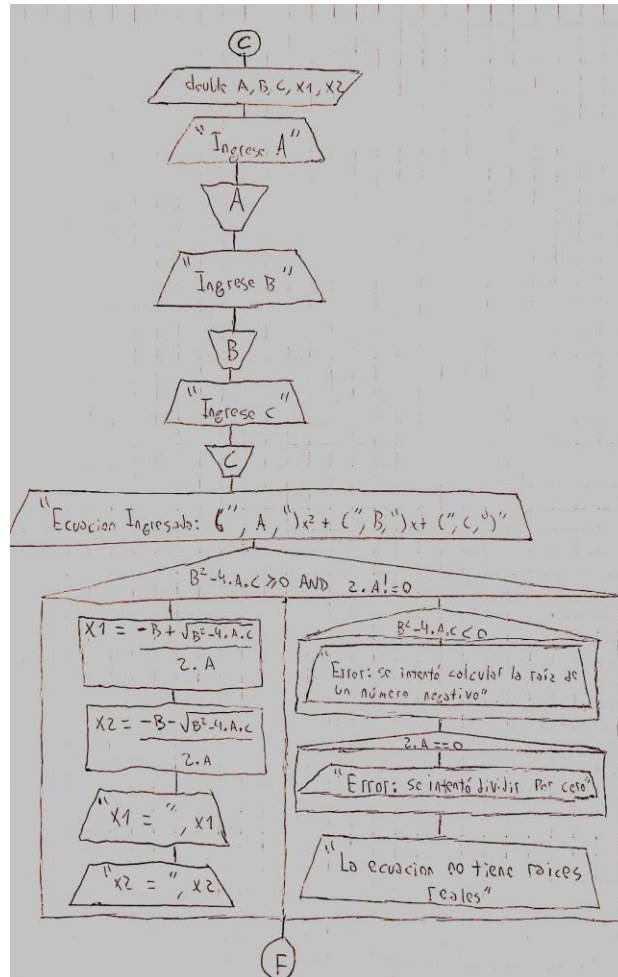 C
double A, B, C, X1, X2
"Ingrese A"
A
"Ingrese B"
B
"Ingrese C"
C
"Ecuacion Ingresada: (", A, ")x² + (", B, ")x + (", C, ")"
B²-4.A.C ≥0 AND 2.A!=0
X1 = -B+√B²-4.A.C
2.A
X2 = -B-√B²-4.A.C
2.A
"X1 = ", X1
"X2 = ", X2
B²-4.A.C<0
"Error: se intentó calcular la raíz de
un número negativo"
2.A==0
"Error: se intentó dividir por cero"
"La ecuacion no tiene raices
reales"
F